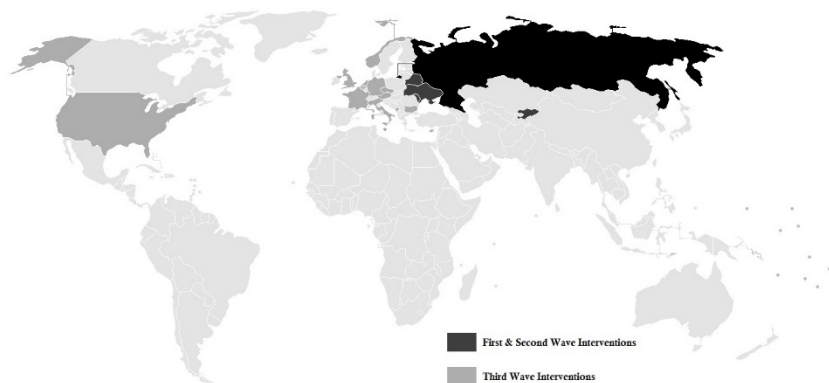 First & Second Wave Interventions
Third Wave Interventions